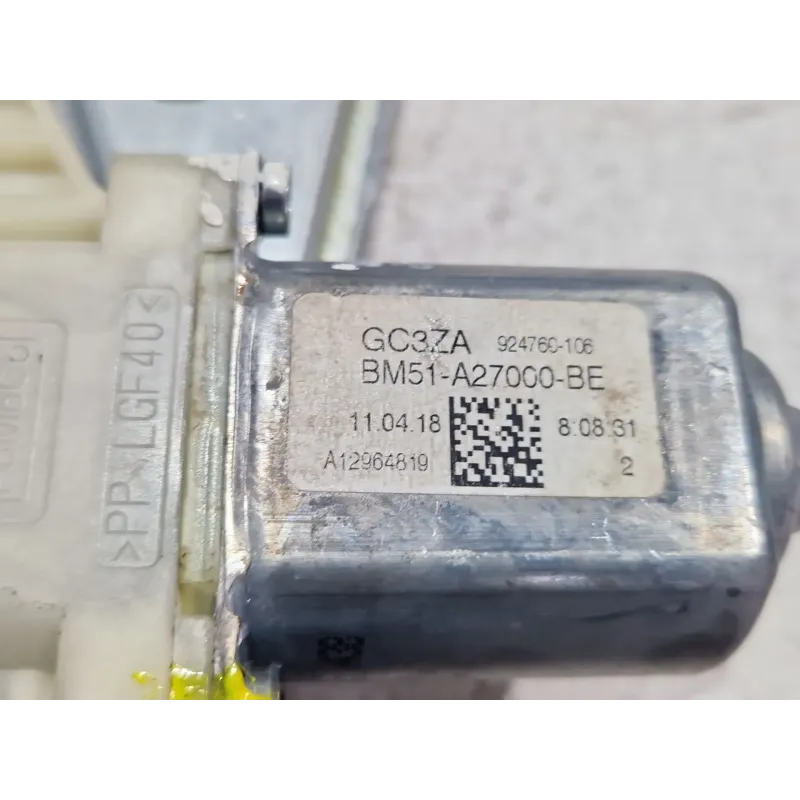 GC3ZA 924760-106
BM51-A27000-BE
11.04.18 8:08:31
A12964819 2
>PP-LGF40<